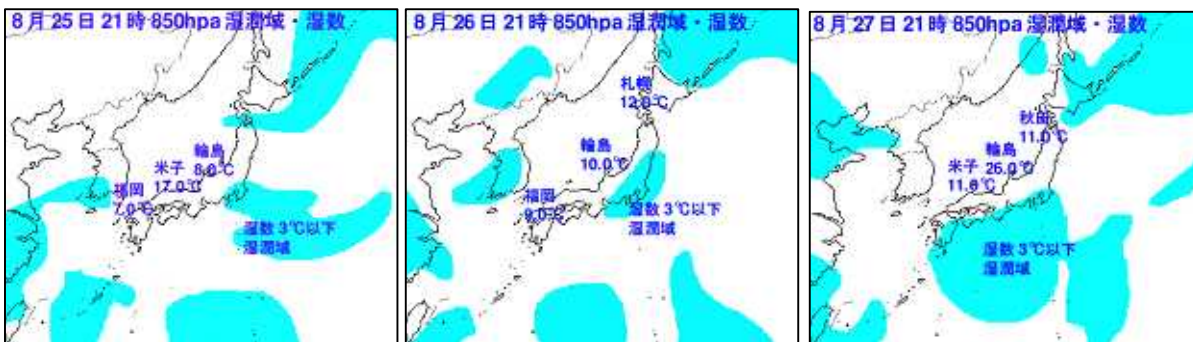 8月25日21時850hpa湿潤域・湿数
輪島
8.0℃
米子
17.0℃
福岡
7.0℃
湿数3℃以下
湿潤域
8月26日21時850hpa湿潤域・湿数
札幌
12.0℃
輪島
10.0℃
福岡
9.0℃
湿数3℃以下
湿潤域
8月27日21時850hpa湿潤域・湿数
秋田
11.0℃
輪島
26.0℃
米子
11.8℃
湿数3℃以下
湿潤域